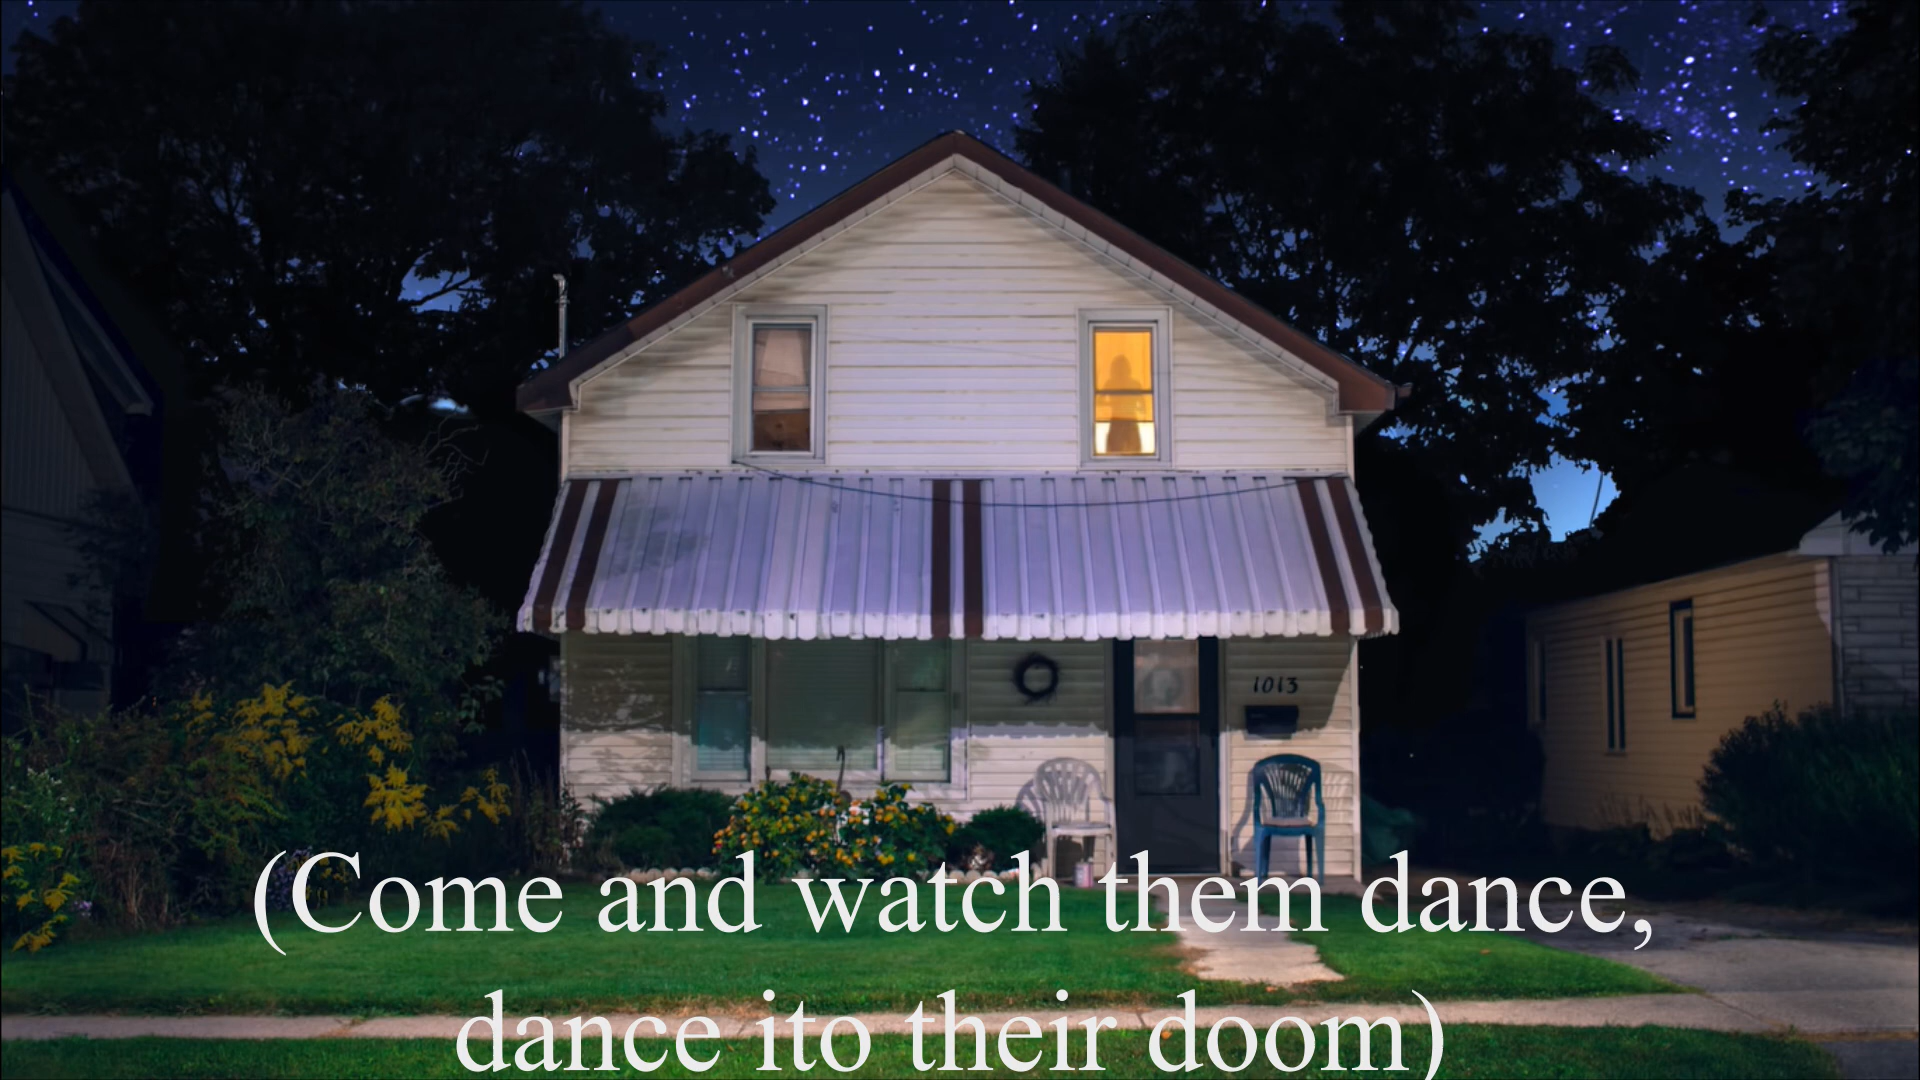 1013
(Come and watch them dance,
dance ito their doom)